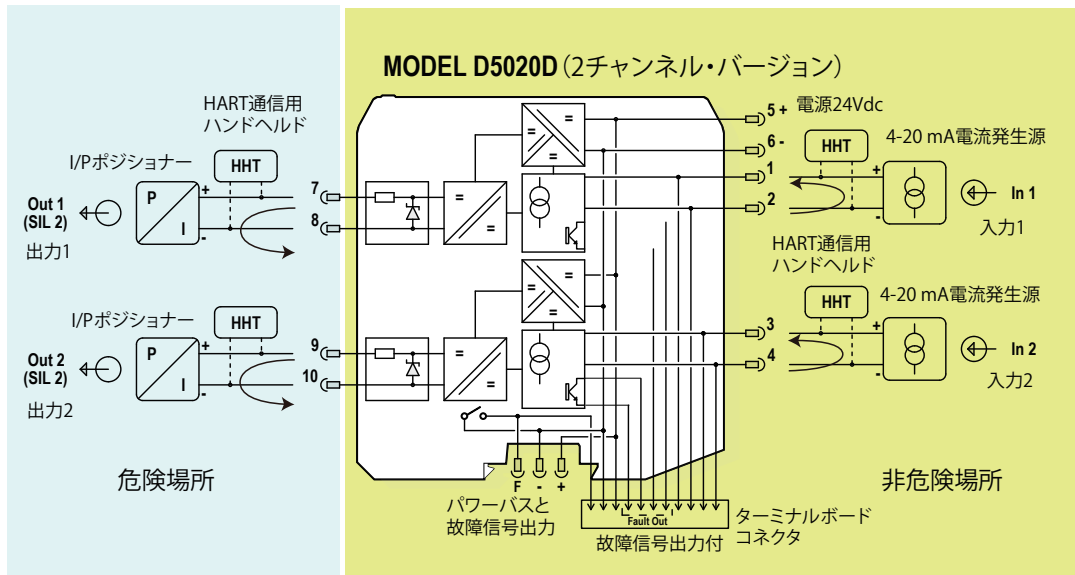 MODEL D5020D（2チャンネル・バージョン）
HART通信用
ハンドヘルド
I/Pポジショナー
HHT
P
I
+
-
7
8
Out 1
(SIL 2)
出力1
I/Pポジショナー
HHT
P
I
+
-
9
10
Out 2
(SIL 2)
出力2
= = =
=
=
= = =
=
=
5 + 電源24Vdc
6 -
1
2
HHT
4-20 mA電流発生源
+
-
In 1
入力1
HART通信用
ハンドヘルド
3
4
HHT
4-20 mA電流発生源
+
-
In 2
入力2
危険場所
非危険場所
F - +
パワーバスと
故障信号出力
Fault Out
故障信号出力付
ターミナルボード
コネクタ